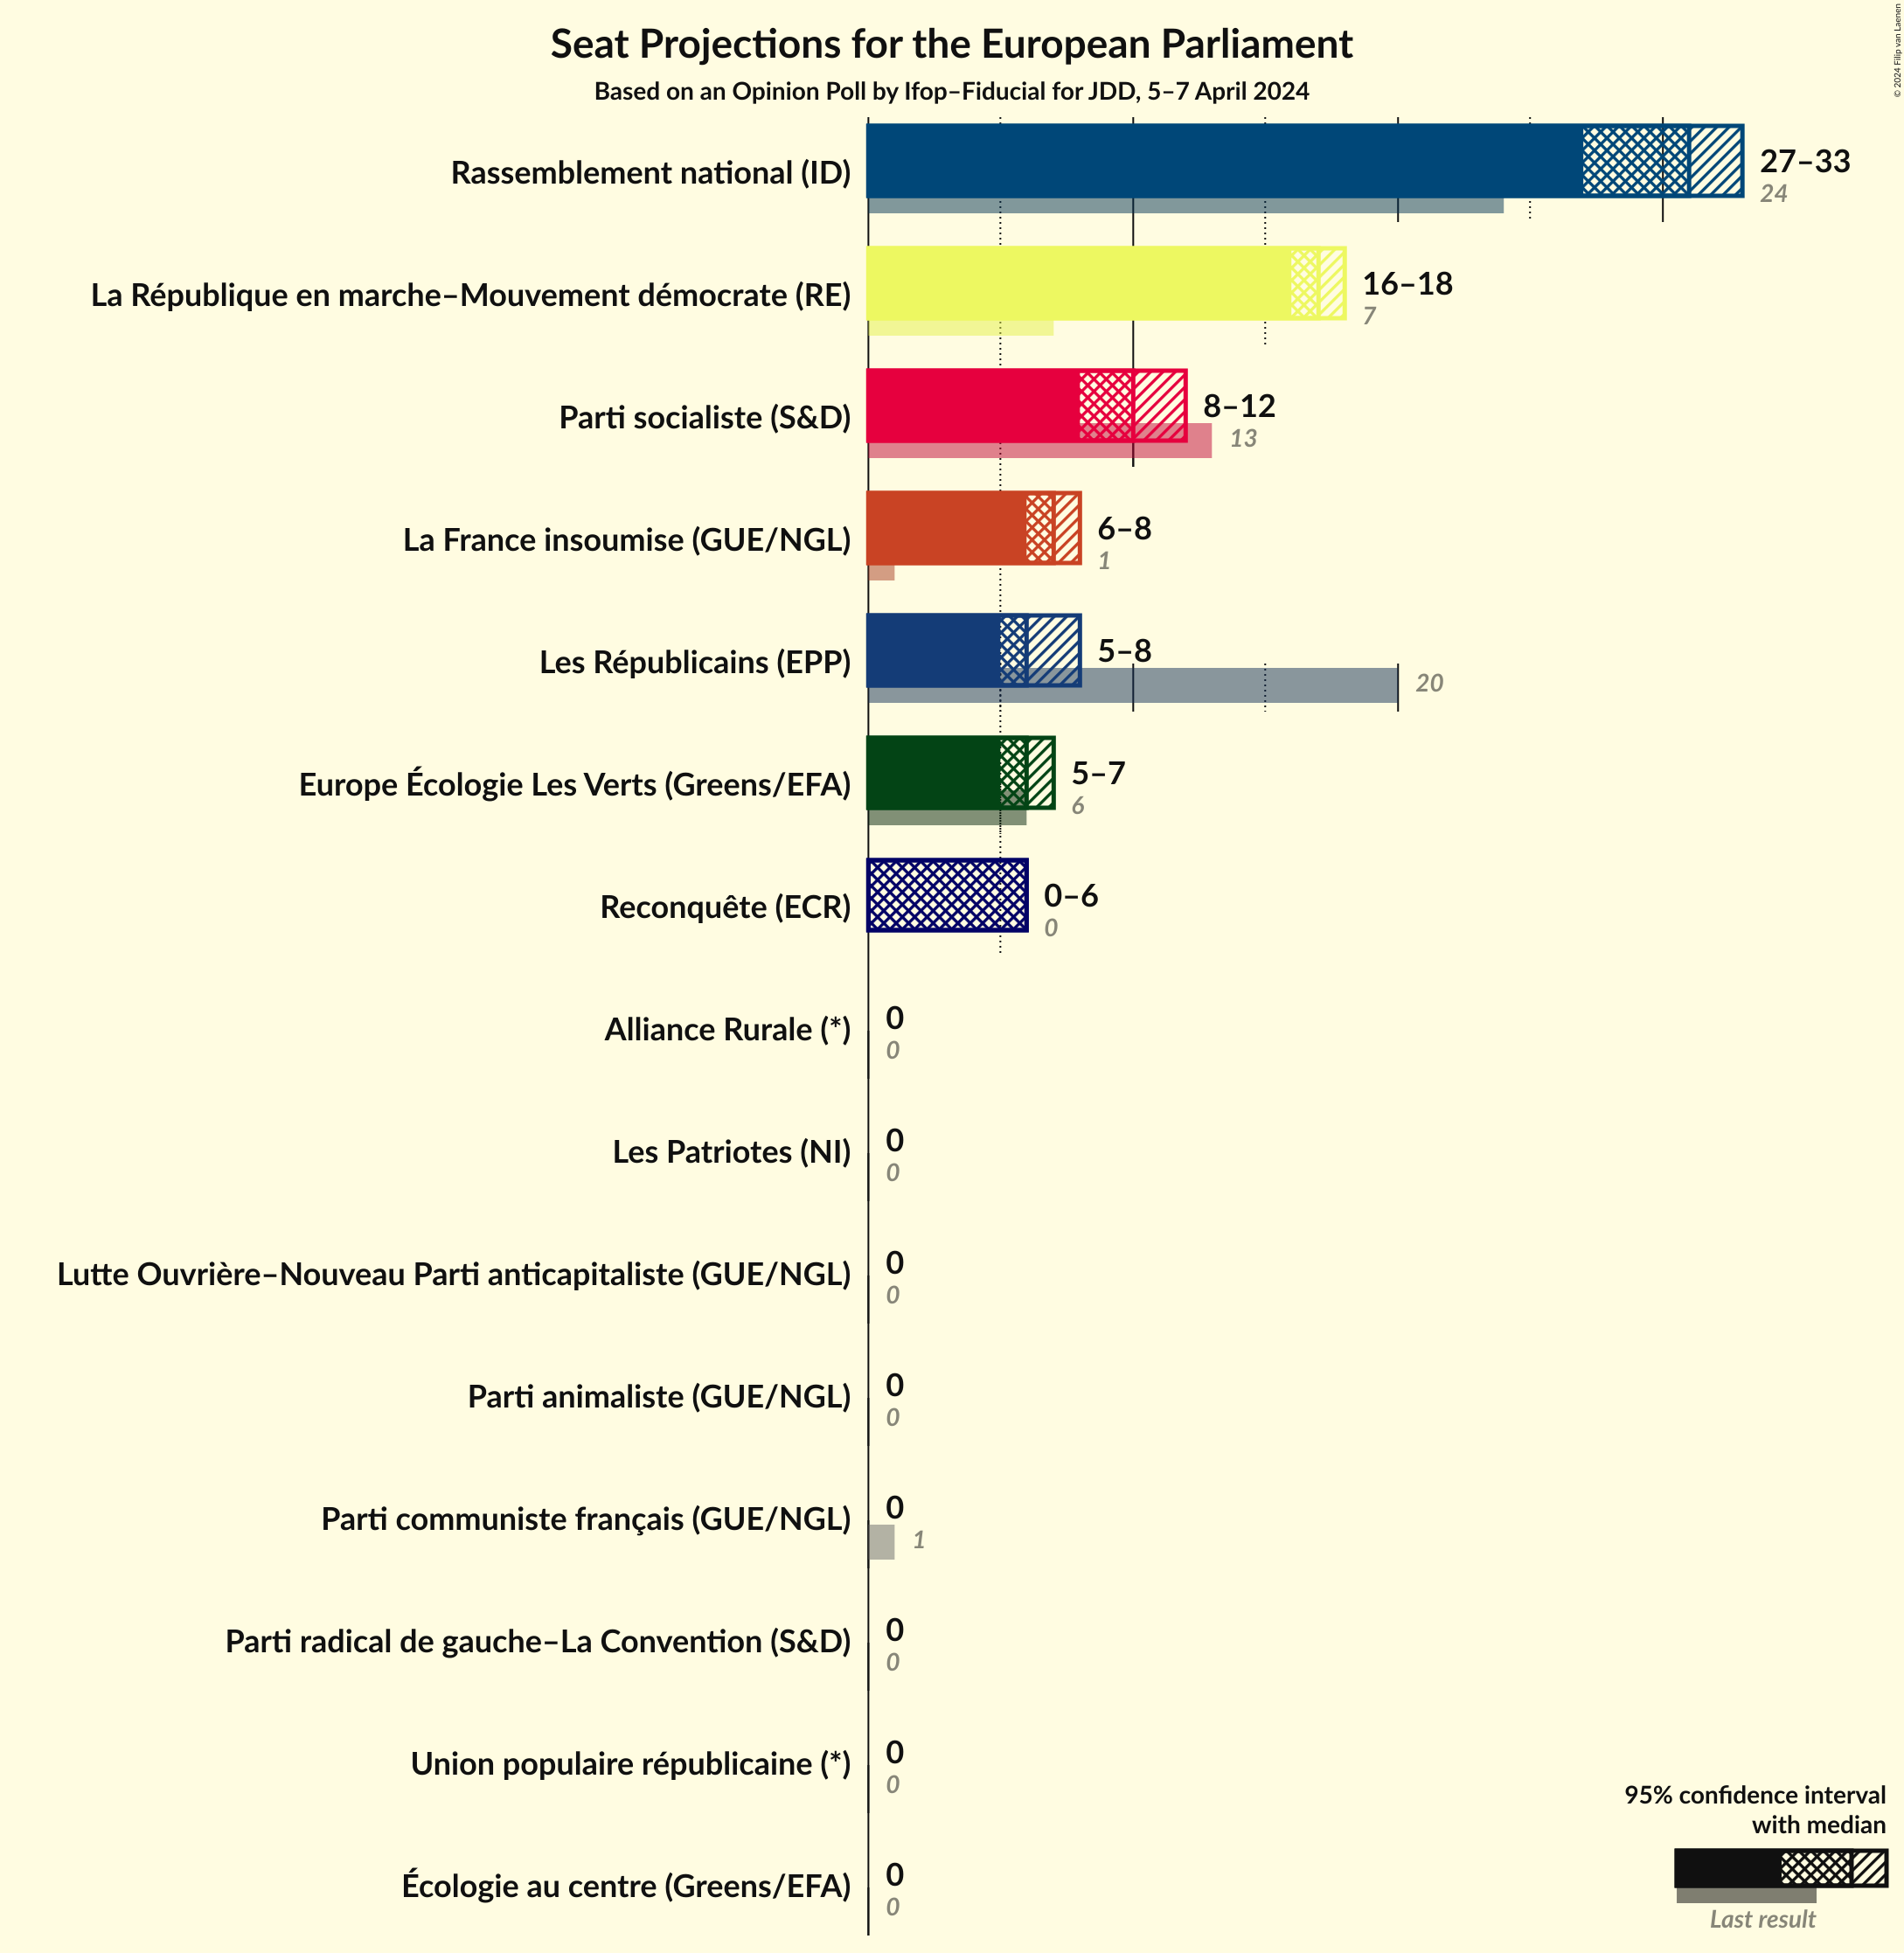 Seat Projections for the European Parliament
Based on an Opinion Poll by Ifop–Fiducial for JDD, 5–7 April 2024
© 2024 Filip van Laenen
Rassemblement national (ID)
27–33
24
La République en marche–Mouvement démocrate (RE)
16–18
7
Parti socialiste (S&D)
8–12
13
La France insoumise (GUE/NGL)
6–8
1
Les Républicains (EPP)
5–8
20
Europe Écologie Les Verts (Greens/EFA)
5–7
6
Reconquête (ECR)
0–6
0
Alliance Rurale (*)
0
0
Les Patriotes (NI)
0
0
Lutte Ouvrière–Nouveau Parti anticapitaliste (GUE/NGL)
0
0
Parti animaliste (GUE/NGL)
0
0
Parti communiste français (GUE/NGL)
0
1
Parti radical de gauche–La Convention (S&D)
0
0
Union populaire républicaine (*)
0
0
Écologie au centre (Greens/EFA)
0
0
95% confidence interval
with median
Last result